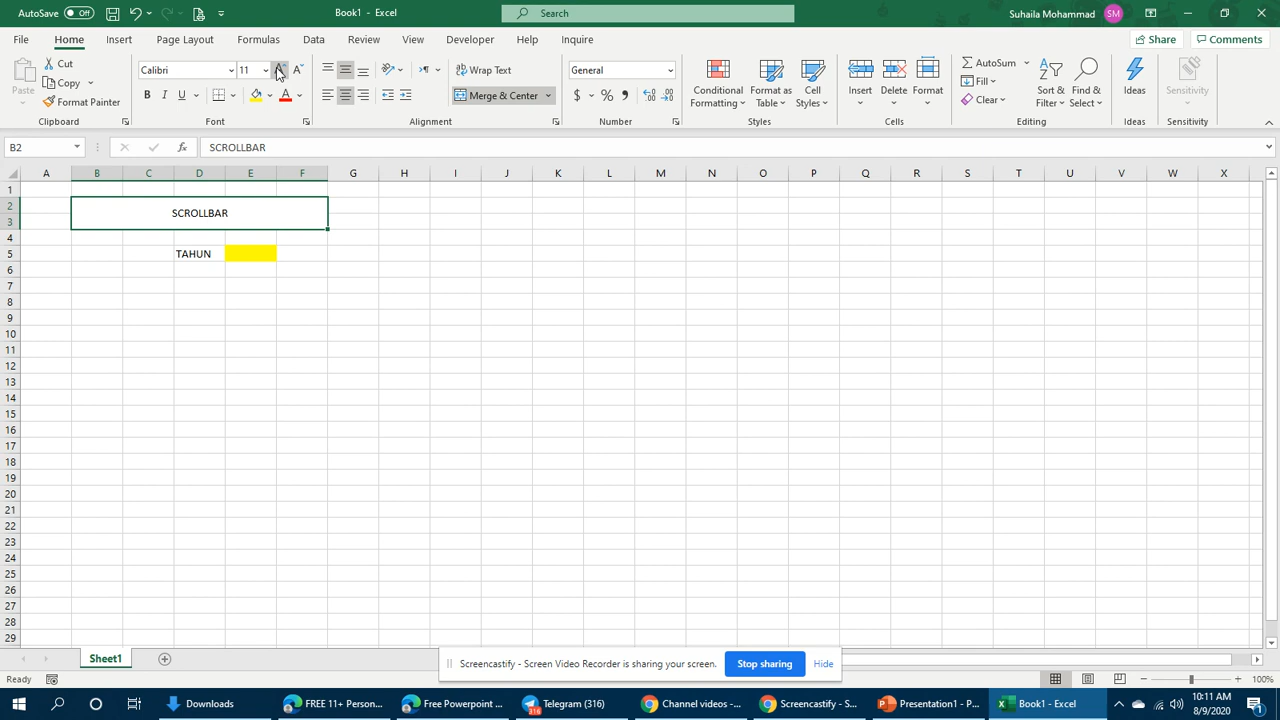 AutoSave Off Book1 - Excel Search Suhaila Mohammad SM
File Home Insert Page Layout Formulas Data Review View Developer Help Inquire Share Comments
Paste Cut Calibri 11 Wrap Text General Conditional Formatting Format as Table Cell Styles Insert Delete Format AutoSum Sort & Filter Find & Select Ideas Sensitivity
Copy Fill
Format Painter B I U A Merge & Center $ % Clear
Clipboard Font Alignment Number Styles Cells Editing Ideas Sensitivity
B2 fx SCROLLBAR
A B C D E F G H I J K L M N O P Q R S T U V W X
1
2
SCROLLBAR
3
4
5 TAHUN
6
7
8
9
10
11
12
13
14
15
16
17
18
19
20
21
22
23
24
25
26
27
28
29
Sheet1
Screencastify - Screen Video Recorder is sharing your screen. Stop sharing Hide
Ready 100%
Downloads FREE 11+ Person... Free Powerpoint ... Telegram (316) Channel videos -... Screencastify - S... Presentation1 - P... Book1 - Excel 10:11 AM
216 8/9/2020 1